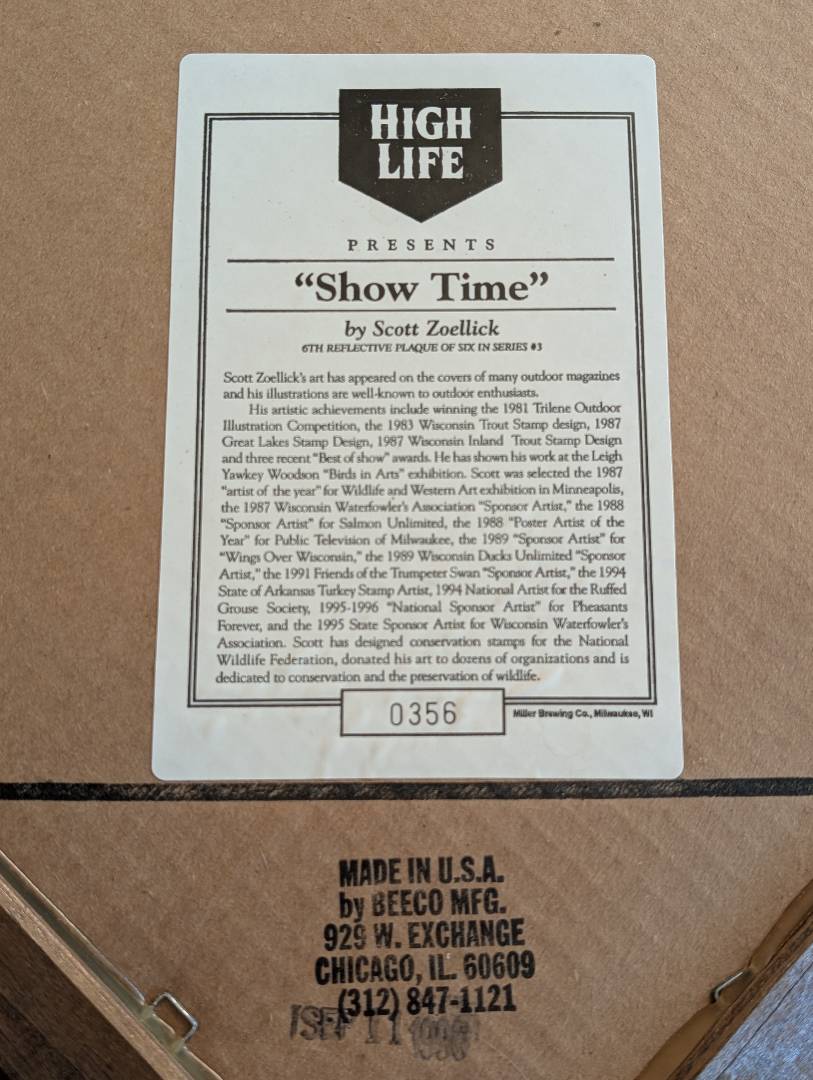 HIGH
LIFE
PRESENTS
“Show Time”
by Scott Zoellick
6TH REFLECTIVE PLAQUE OF SIX IN SERIES #3
Scott Zoellick's art has appeared on the covers of many outdoor magazines
and his illustrations are well-known to outdoor enthusiasts.
His artistic achievements include winning the 1981 Trilene Outdoor
Illustration Competition, the 1983 Wisconsin Trout Stamp design, 1987
Great Lakes Stamp Design, 1987 Wisconsin Inland Trout Stamp Design
and three recent "Best of show" awards. He has shown his work at the Leigh
Yawkey Woodson "Birds in Arts" exhibition. Scott was selected the 1987
"artist of the year" for Wildlife and Western Art exhibition in Minneapolis,
the 1987 Wisconsin Waterfowler's Association "Sponsor Artist," the 1988
"Sponsor Artist" for Salmon Unlimited, the 1988 "Poster Artist of the
Year" for Public Television of Milwaukee, the 1989 "Sponsor Artist" for
"Wings Over Wisconsin," the 1989 Wisconsin Ducks Unlimited "Sponsor
Artist," the 1991 Friends of the Trumpeter Swan "Sponsor Artist," the 1994
State of Arkansas Turkey Stamp Artist, 1994 National Artist for the Ruffed
Grouse Society, 1995-1996 "National Sponsor Artist" for Pheasants
Forever, and the 1995 State Sponsor Artist for Wisconsin Waterfowler's
Association. Scott has designed conservation stamps for the National
Wildlife Federation, donated his art to dozens of organizations and is
dedicated to conservation and the preservation of wildlife.
0356
Miller Brewing Co., Milwaukee, WI
MADE IN U.S.A.
by BEECO MFG.
929 W. EXCHANGE
CHICAGO, IL. 60609
(312) 847-1121
SEP 11